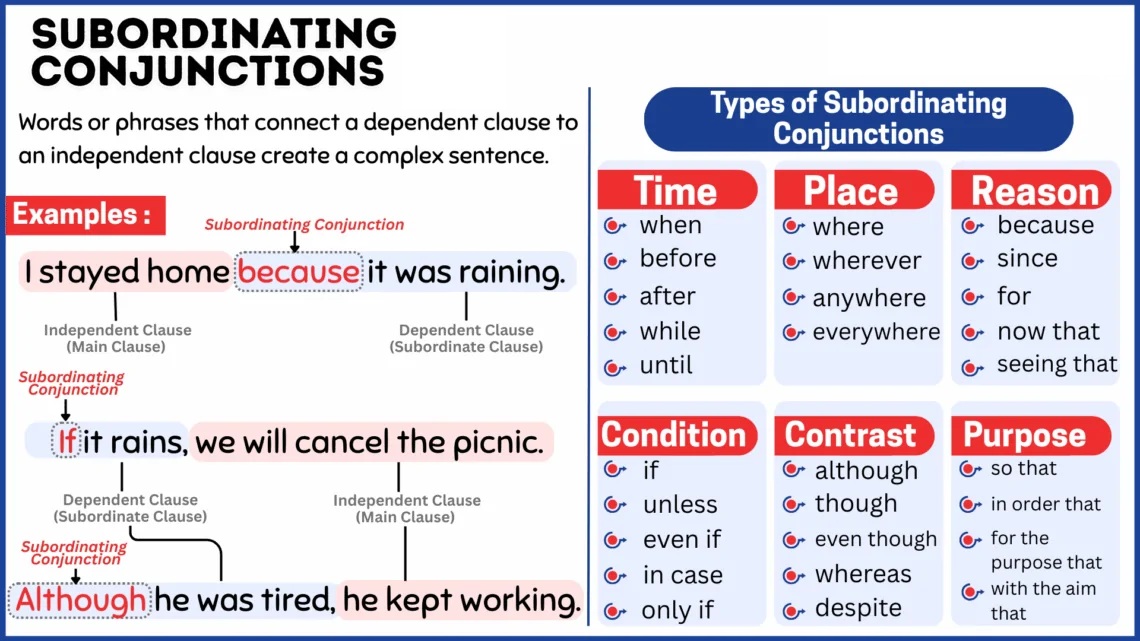 SUBORDINATING
CONJUNCTIONS
Words or phrases that connect a dependent clause to
an independent clause create a complex sentence.
Examples :
Subordinating Conjunction
I stayed home because it was raining.
Independent Clause
(Main Clause)
Dependent Clause
(Subordinate Clause)
Subordinating
Conjunction
If it rains, we will cancel the picnic.
Dependent Clause
(Subordinate Clause)
Independent Clause
(Main Clause)
Subordinating
Conjunction
Although he was tired, he kept working.
Types of Subordinating
Conjunctions
Time
when
before
after
while
until
Place
where
wherever
anywhere
everywhere
Reason
because
since
for
now that
seeing that
Condition
if
unless
even if
in case
only if
Contrast
although
though
even though
whereas
despite
Purpose
so that
in order that
for the
purpose that
with the aim
that